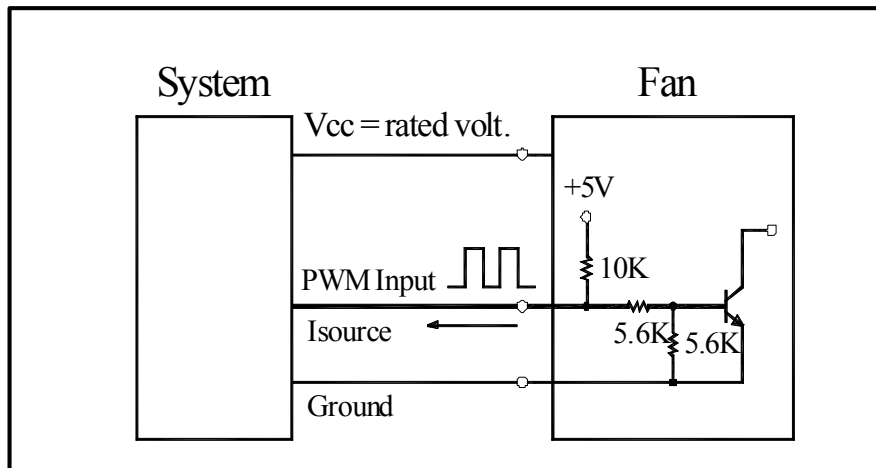 System
Fan
Vcc = rated volt.
+5V
10K
PWM Input
5.6K
5.6K
Isource
Ground